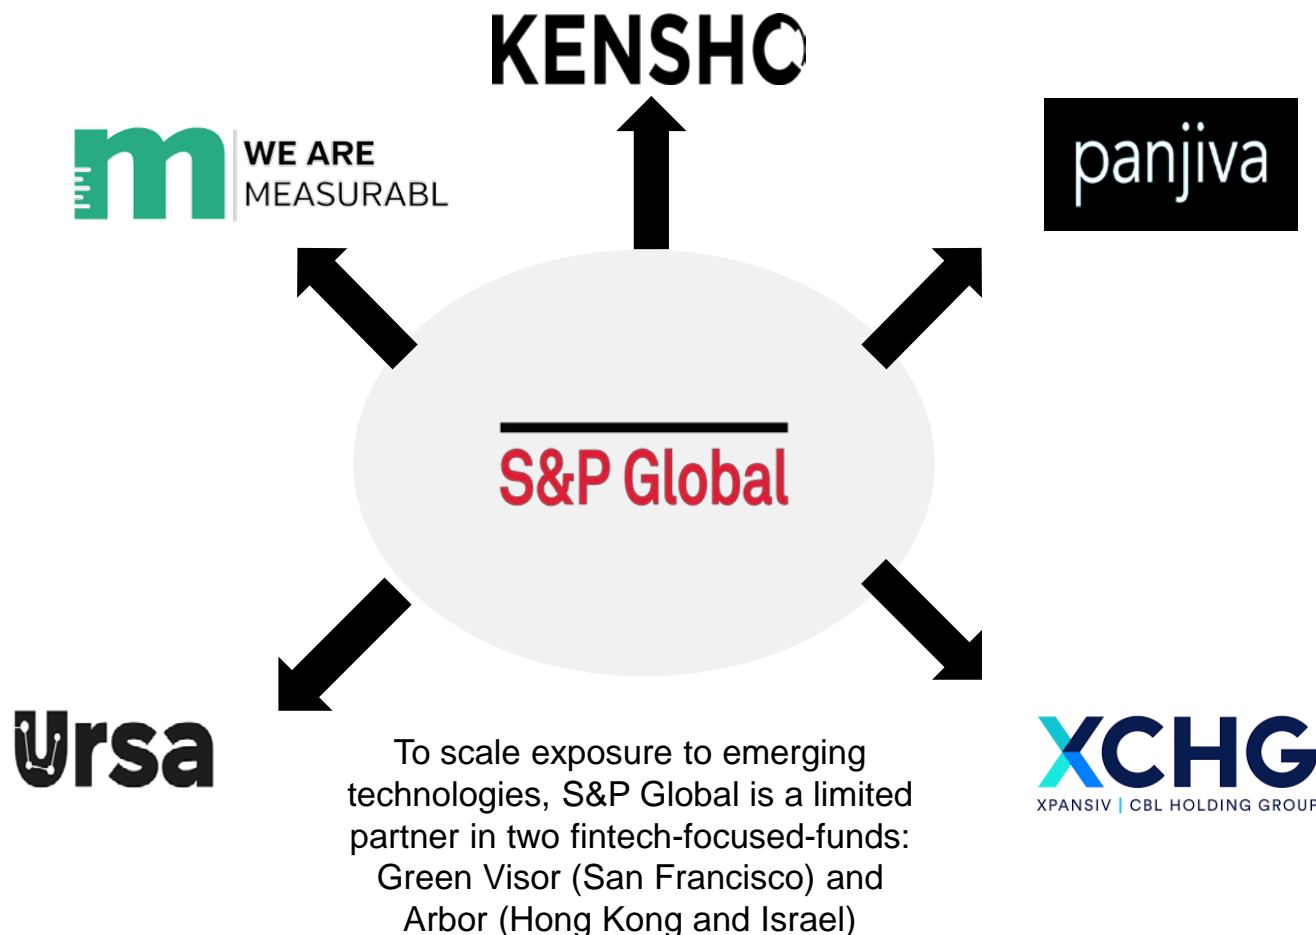 KENSHO
m WE ARE
MEASURABL
panjiva
S&P Global
Ursa
XCHG
XPANSIV | CBL HOLDING GROUP
To scale exposure to emerging
technologies, S&P Global is a limited
partner in two fintech-focused-funds:
Green Visor (San Francisco) and
Arbor (Hong Kong and Israel)